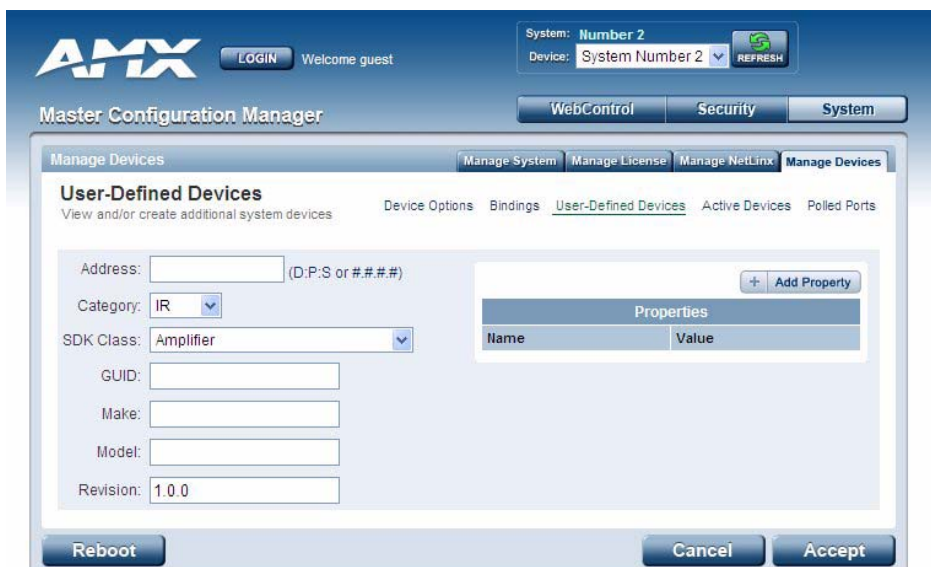 AMX
LOGIN Welcome guest
System: Number 2
Device: System Number 2
REFRESH
Master Configuration Manager
WebControl Security System
Manage Devices
Manage System Manage License Manage NetLinx Manage Devices
User-Defined Devices
View and/or create additional system devices
Device Options Bindings User-Defined Devices Active Devices Polled Ports
Address: (D:P:S or #.#.#.#)
Category: IR
SDK Class: Amplifier
GUID:
Make:
Model:
Revision: 1.0.0
+ Add Property
Properties
Name Value
Reboot Cancel Accept